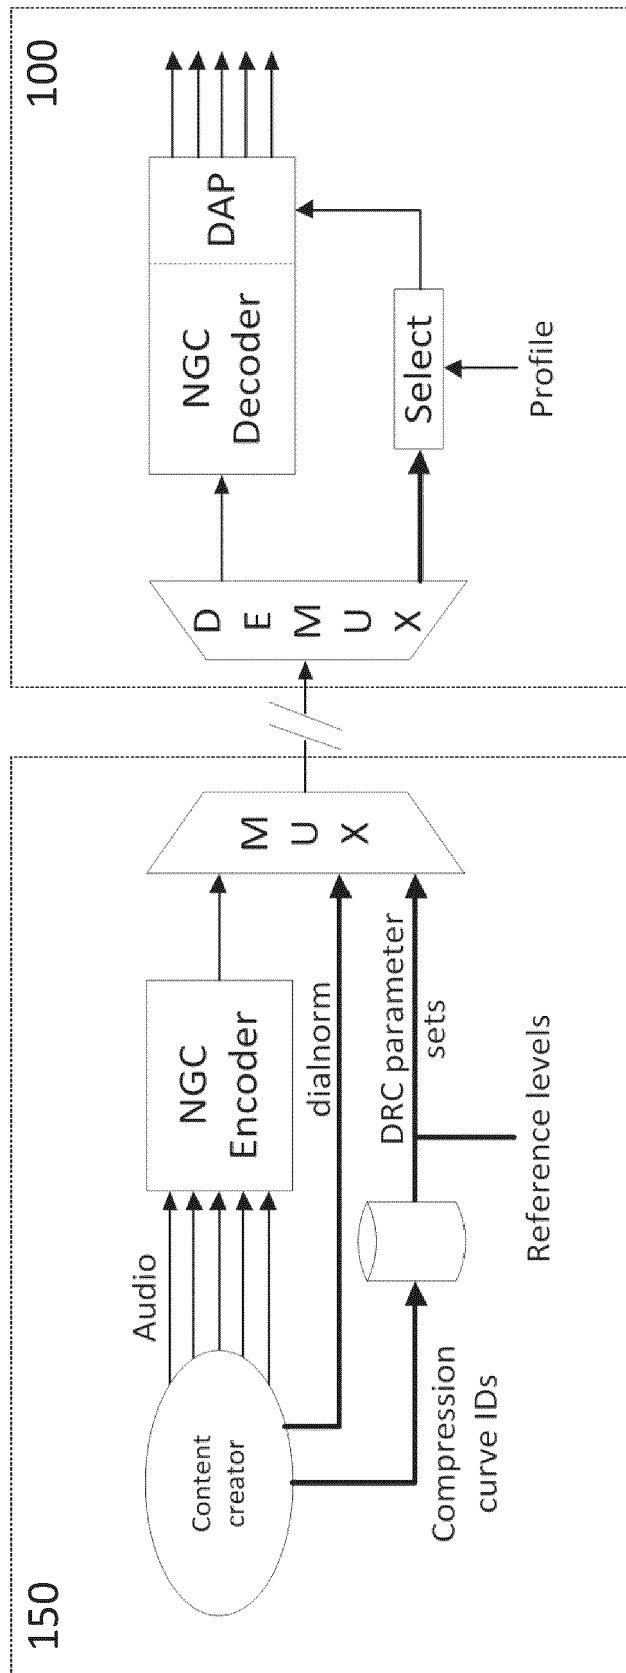 150
Content
creator
Audio
NGC
Encoder
dialnorm
Compression
curve IDs
DRC parameter
sets
Reference levels
M
U
X
100
D
E
M
U
X
NGC
Decoder
DAP
Select
Profile